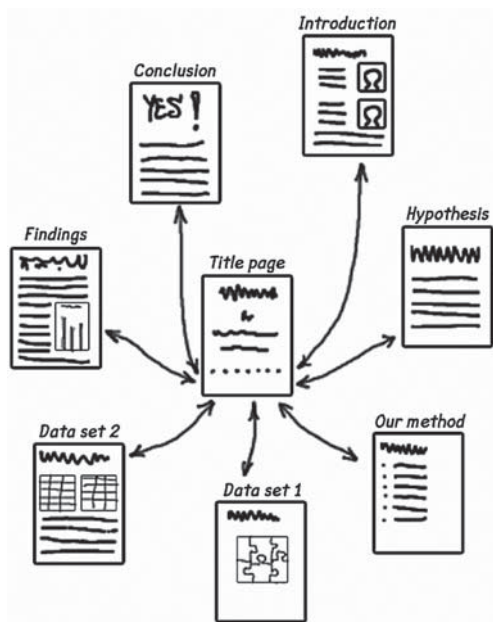 Introduction
Conclusion
YES!
Hypothesis
Findings
Title page
Our method
Data set 2
Data set 1